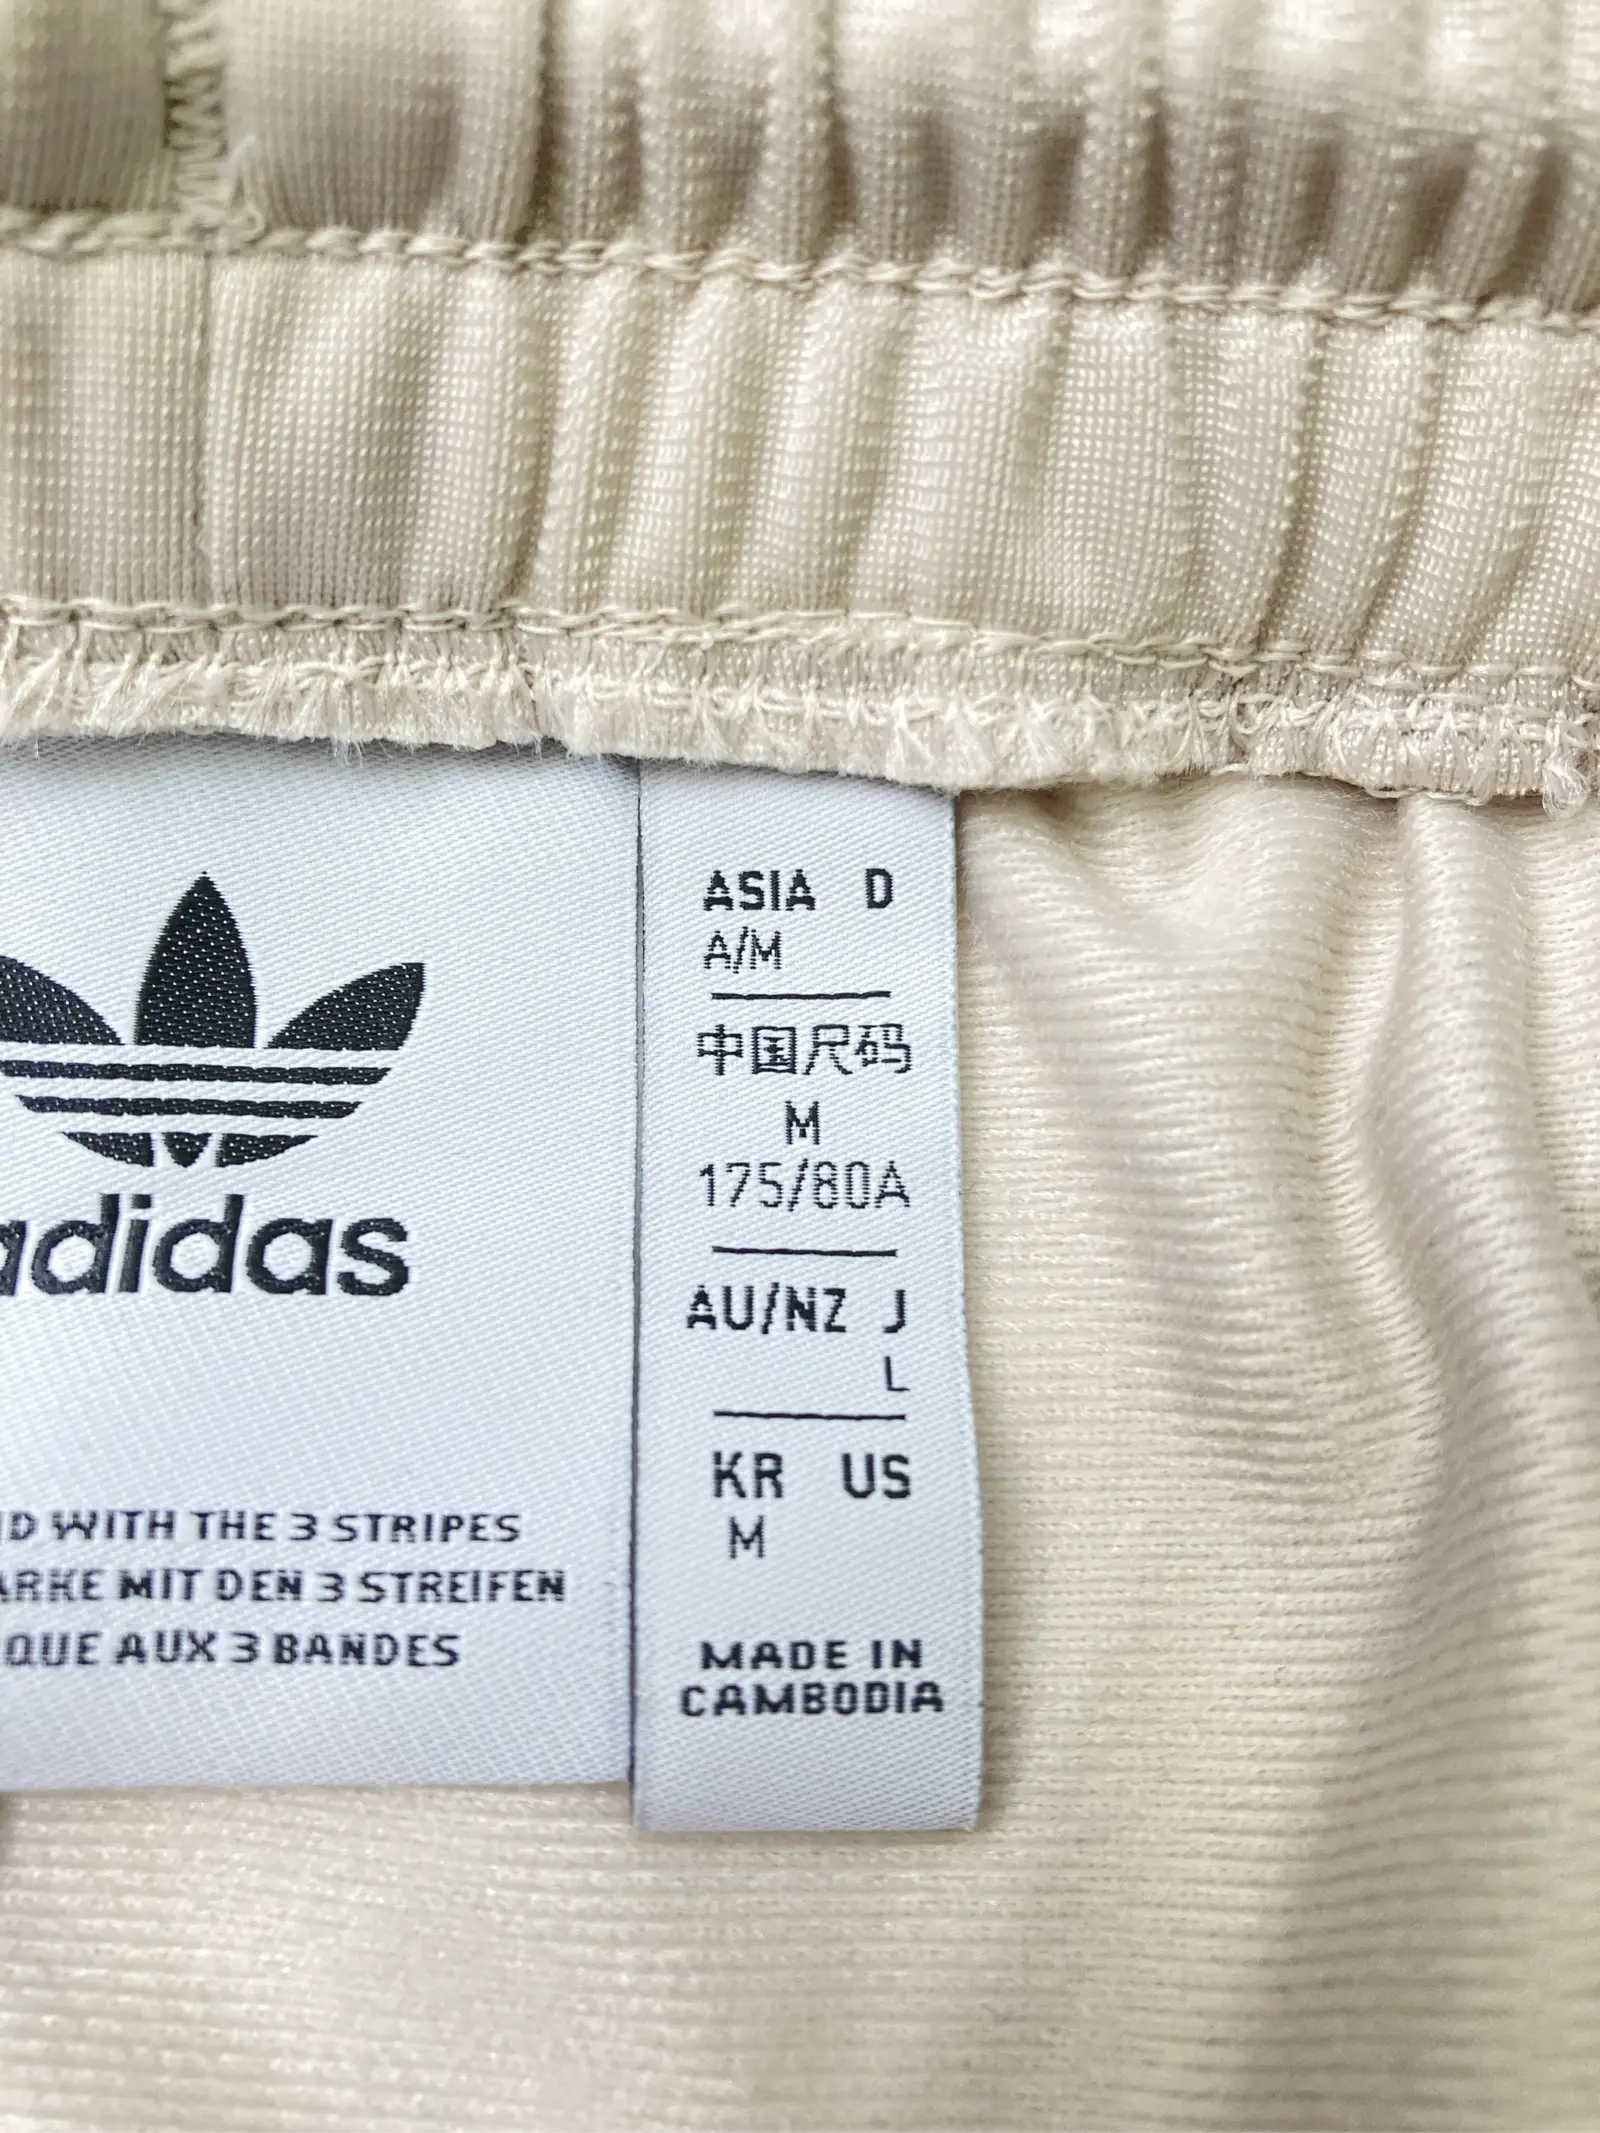 adidas
ND WITH THE 3 STRIPES
ARKE MIT DEN 3 STREIFEN
QUE AUX 3 BANDES
ASIA D
A/M
中国尺码
M
175/80A
AU/NZ J
L
KR US
M
MADE IN
CAMBODIA